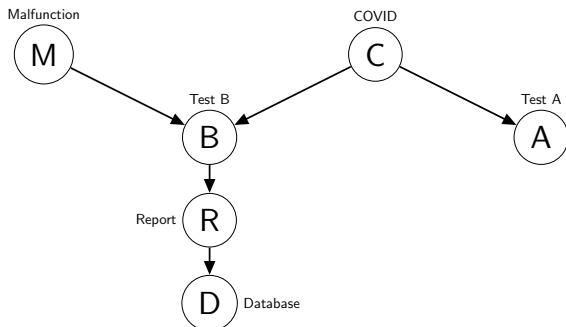 Malfunction
COVID
M
C
Test B
Test A
B
A
Report
R
D
Database